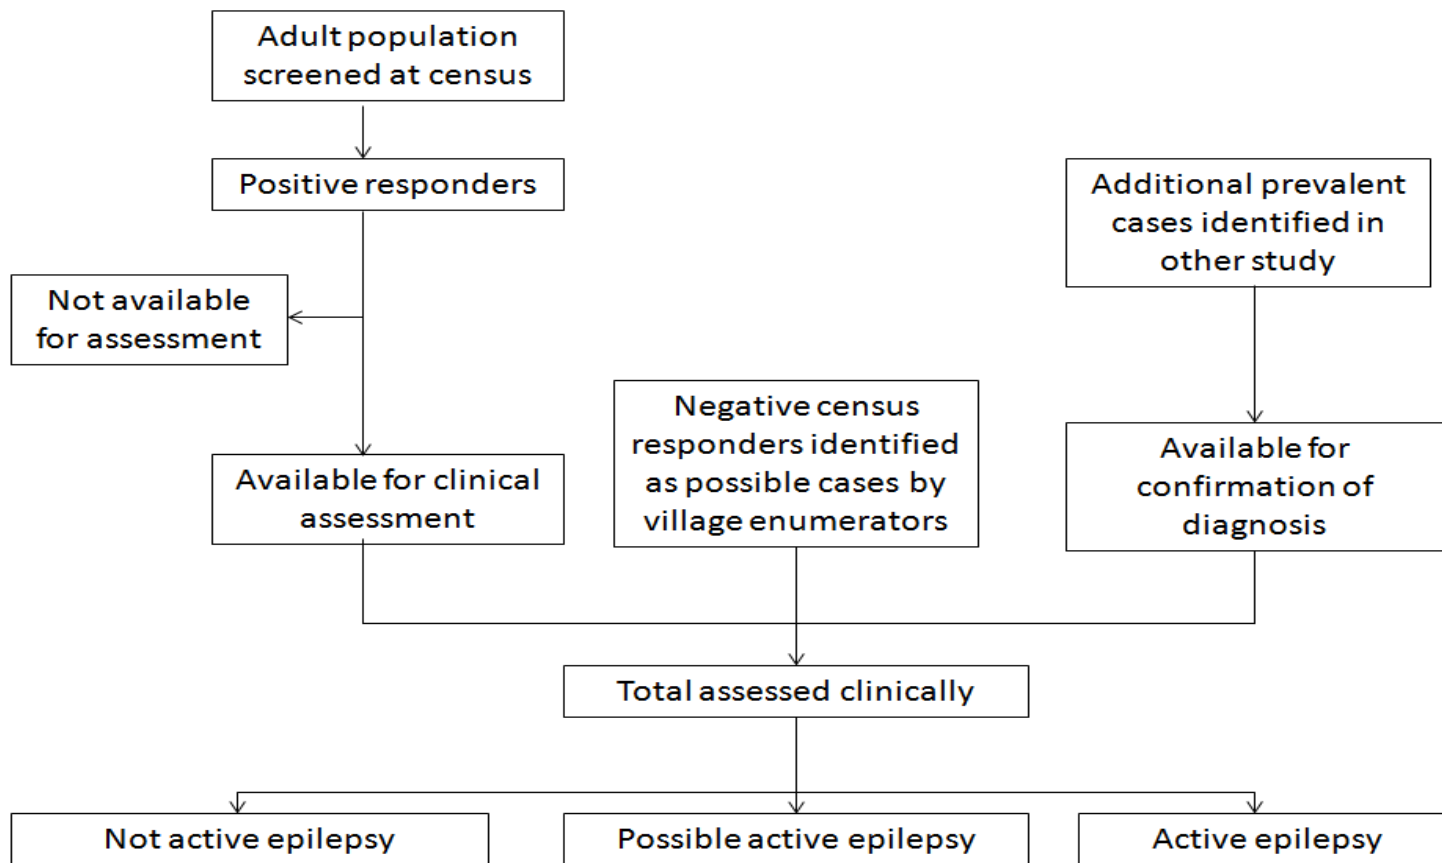 Adult population
screened at census
Positive responders
Additional prevalent
cases identified in
other study
Not available
for assessment
Negative census
responders identified
as possible cases by
village enumerators
Available for clinical
assessment
Available for
confirmation of
diagnosis
Total assessed clinically
Not active epilepsy
Possible active epilepsy
Active epilepsy